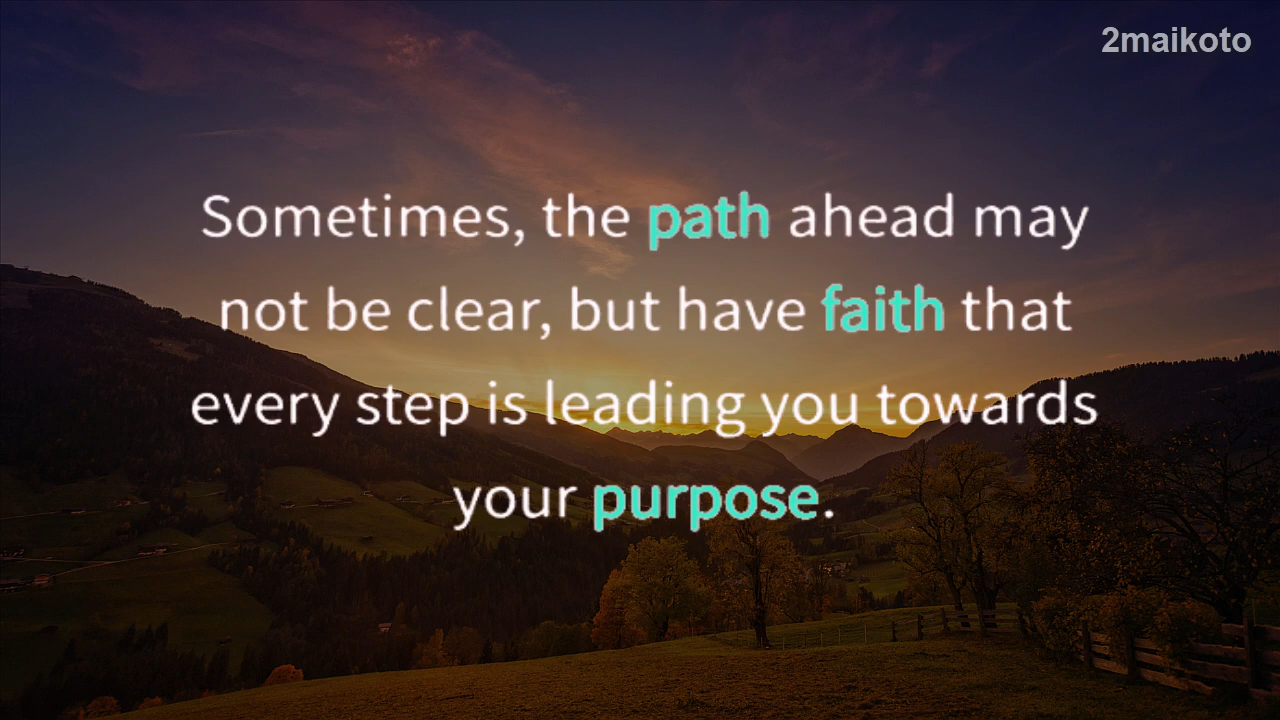 2maikoto
Sometimes, the path ahead may
not be clear, but have faith that
every step is leading you towards
your purpose.